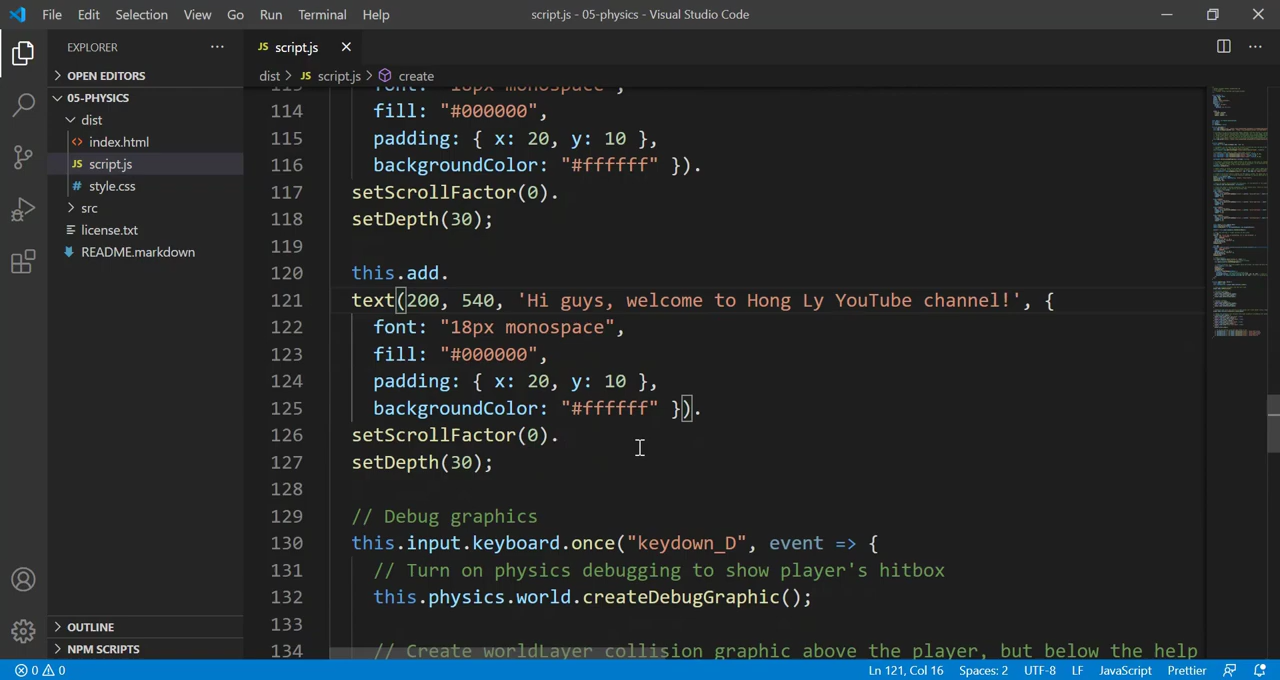 File Edit Selection View Go Run Terminal Help script.js - 05-physics - Visual Studio Code
EXPLORER
OPEN EDITORS
05-PHYSICS
dist
index.html
script.js
style.css
src
license.txt
README.markdown
OUTLINE
NPM SCRIPTS
JS script.js
dist > JS script.js > create
font: "18px monospace",
114 fill: "#000000",
115 padding: { x: 20, y: 10 },
116 backgroundColor: "#ffffff" }).
117 setScrollFactor(0).
118 setDepth(30);
119
120 this.add.
121 text(200, 540, 'Hi guys, welcome to Hong Ly YouTube channel!', {
122 font: "18px monospace",
123 fill: "#000000",
124 padding: { x: 20, y: 10 },
125 backgroundColor: "#ffffff" }).
126 setScrollFactor(0).
127 setDepth(30);
128
129 // Debug graphics
130 this.input.keyboard.once("keydown_D", event => {
131 // Turn on physics debugging to show player's hitbox
132 this.physics.world.createDebugGraphic();
133
134 // Create worldLayer collision graphic above the player, but below the help
0 0 Ln 121, Col 16 Spaces: 2 UTF-8 LF JavaScript Prettier